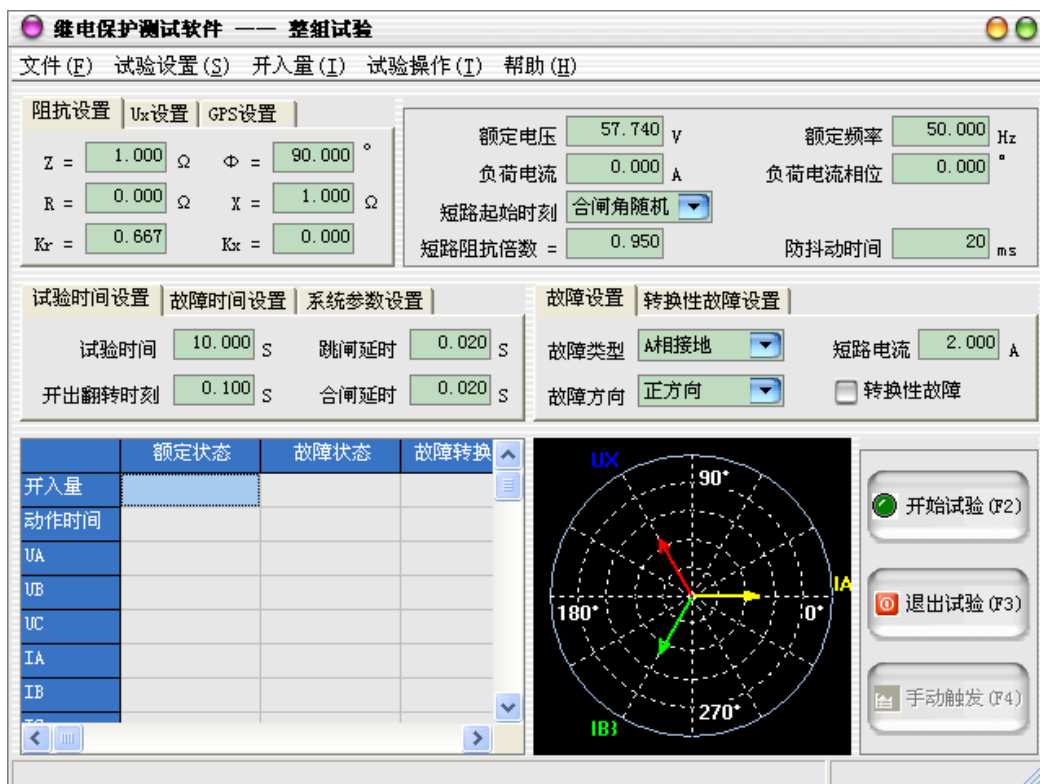 继电保护测试软件 —— 整组试验
文件(F) 试验设置(S) 开入量(I) 试验操作(T) 帮助(H)
阻抗设置 Ux设置 GPS设置
Z = 1.000 Ω Φ = 90.000 °
R = 0.000 Ω X = 1.000 Ω
Kr = 0.667 Kx = 0.000
额定电压 57.740 V 额定频率 50.000 Hz
负荷电流 0.000 A 负荷电流相位 0.000 °
短路起始时刻 合闸角随机
短路阻抗倍数 = 0.950 防抖动时间 20 ms
试验时间设置 故障时间设置 系统参数设置
试验时间 10.000 S 跳闸延时 0.020 S
开出翻转时刻 0.100 S 合闸延时 0.020 S
故障设置 转换性故障设置
故障类型 A相接地 短路电流 2.000 A
故障方向 正方向 转换性故障
额定状态 故障状态 故障转换
开入量
动作时间
UA
UB
UC
IA
IB
UX
90°
IA
180°
0°
270°
开始试验(F2)
退出试验(F3)
手动触发(F4)